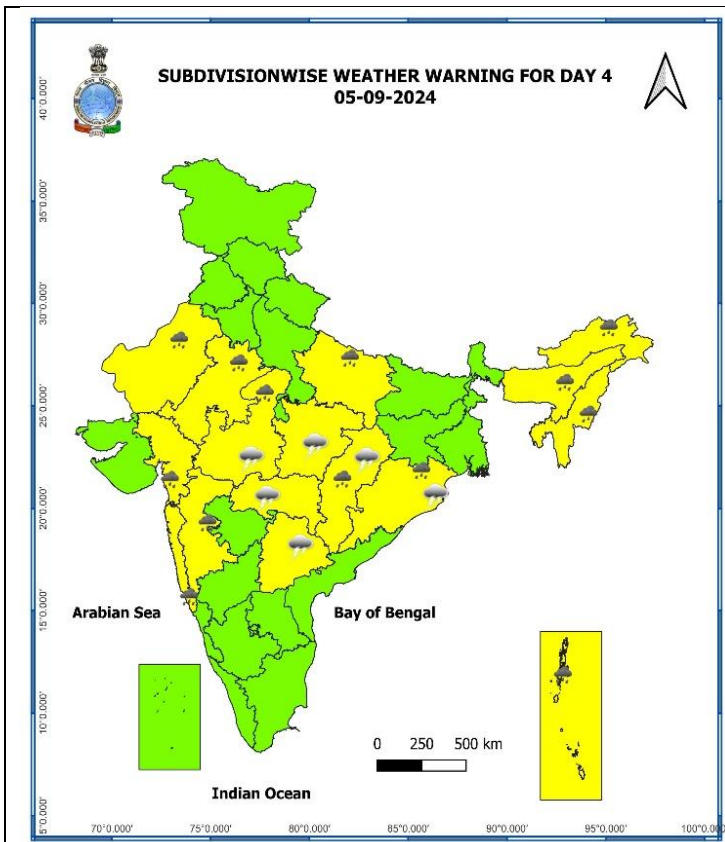 SUBDIVISIONWISE WEATHER WARNING FOR DAY 4
05-09-2024
40°0.000'
35°0.000'
30°0.000'
25°0.000'
20°0.000'
15°0.000'
10°0.000'
5°0.000'
Arabian Sea
Bay of Bengal
0 250 500 km
Indian Ocean
70°0.000' 75°0.000' 80°0.000' 85°0.000' 90°0.000' 95°0.000' 100°0.0